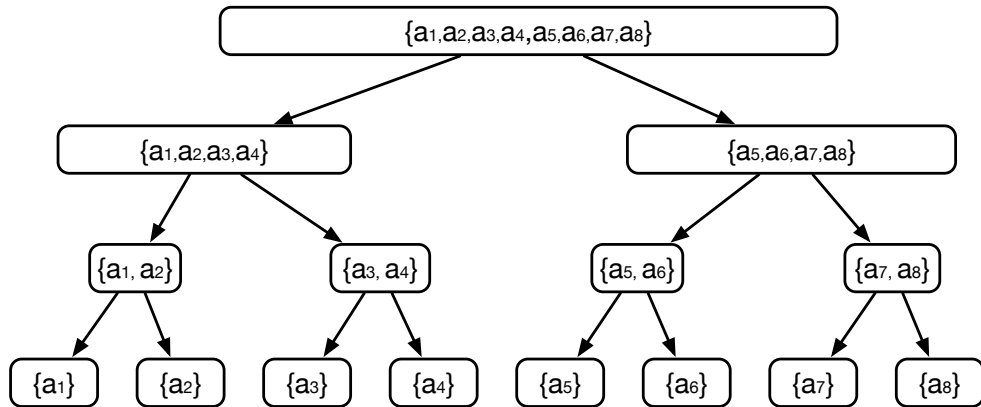 {a1,a2,a3,a4,a5,a6,a7,a8}
{a1,a2,a3,a4} {a5,a6,a7,a8}
{a1, a2} {a3, a4} {a5, a6} {a7, a8}
{a1} {a2} {a3} {a4} {a5} {a6} {a7} {a8}